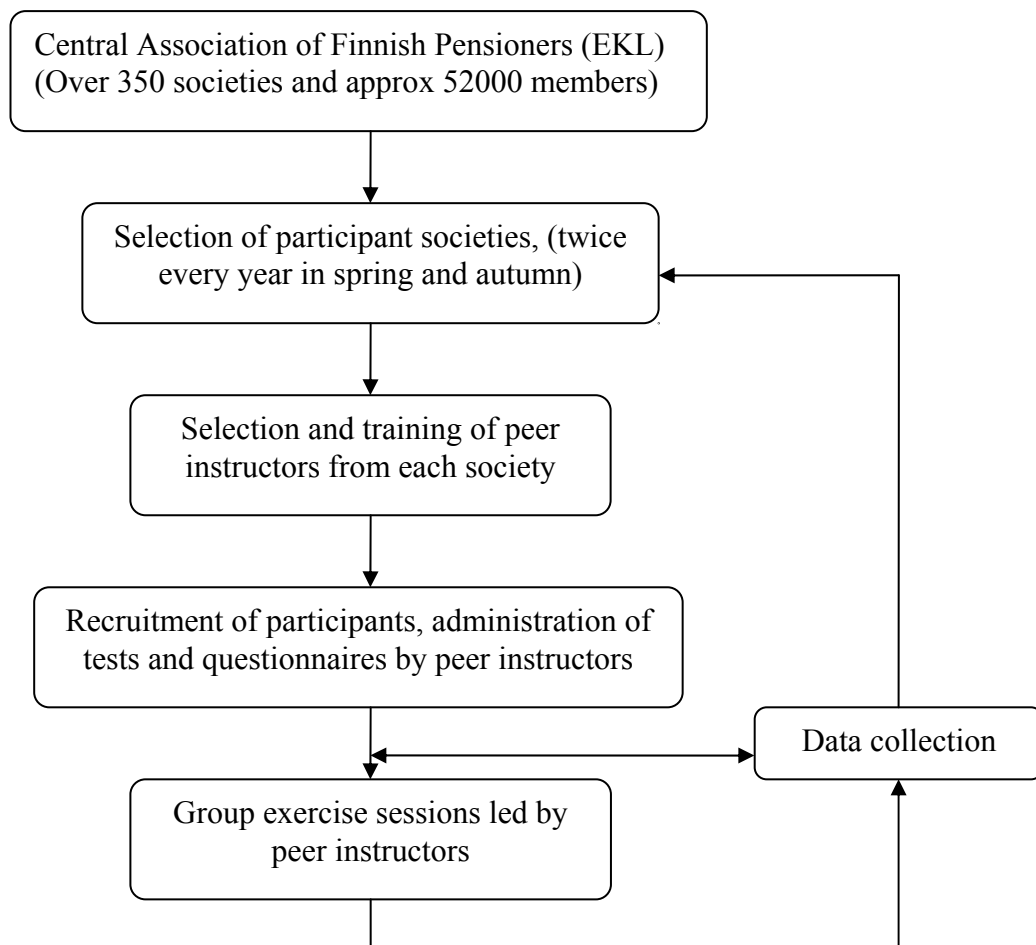 Central Association of Finnish Pensioners (EKL)
(Over 350 societies and approx 52000 members)
Selection of participant societies, (twice
every year in spring and autumn)
Selection and training of peer
instructors from each society
Recruitment of participants, administration of
tests and questionnaires by peer instructors
Data collection
Group exercise sessions led by
peer instructors